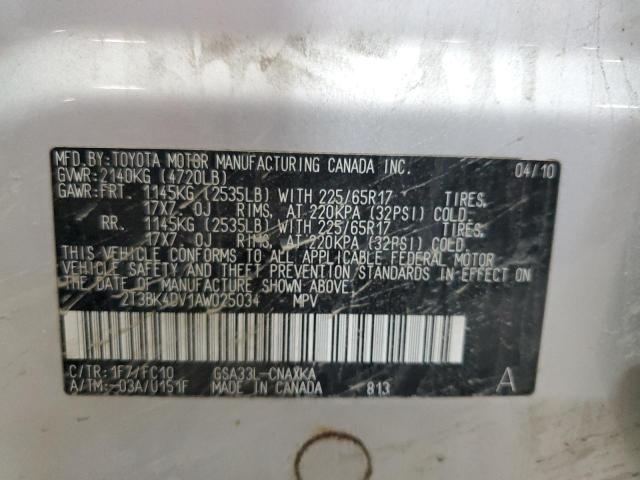 MFD.BY:TOYOTA MOTOR MANUFACTURING CANADA INC. 04/10
GVWR:2140KG (4720LB)
GAWR:FRT. 1145KG (2535LB) WITH 225/65R17 TIRES,
17X7.0J RIMS, AT 220KPA (32PSI) COLD.
RR. 1145KG (2535LB) WITH 225/65R17 TIRES,
17X7.0J RIMS, AT 220KPA (32PSI) COLD.
THIS VEHICLE CONFORMS TO ALL APPLICABLE FEDERAL MOTOR
VEHICLE SAFETY AND THEFT PREVENTION STANDARDS IN EFFECT ON
THE DATE OF MANUFACTURE SHOWN ABOVE.
2T3BK4DV1AW025034 MPV
C/TR:1F7/FC10 GSA33L-CNAXKA
A/TM:-03A/U151F MADE IN CANADA 813 A